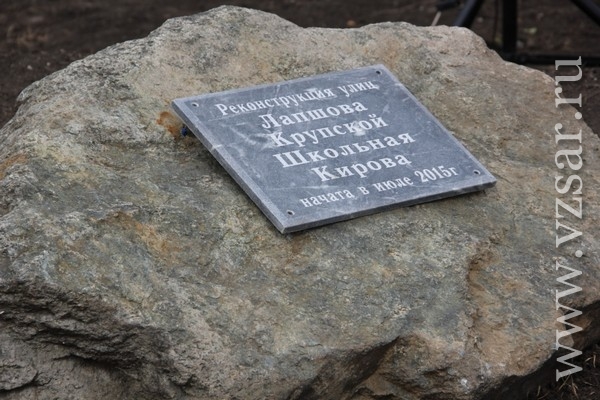 Реконструкция улиц
Лапшова
Крупской
Школьная
Кирова
начата в июле 2015г
www.vzsar.ru